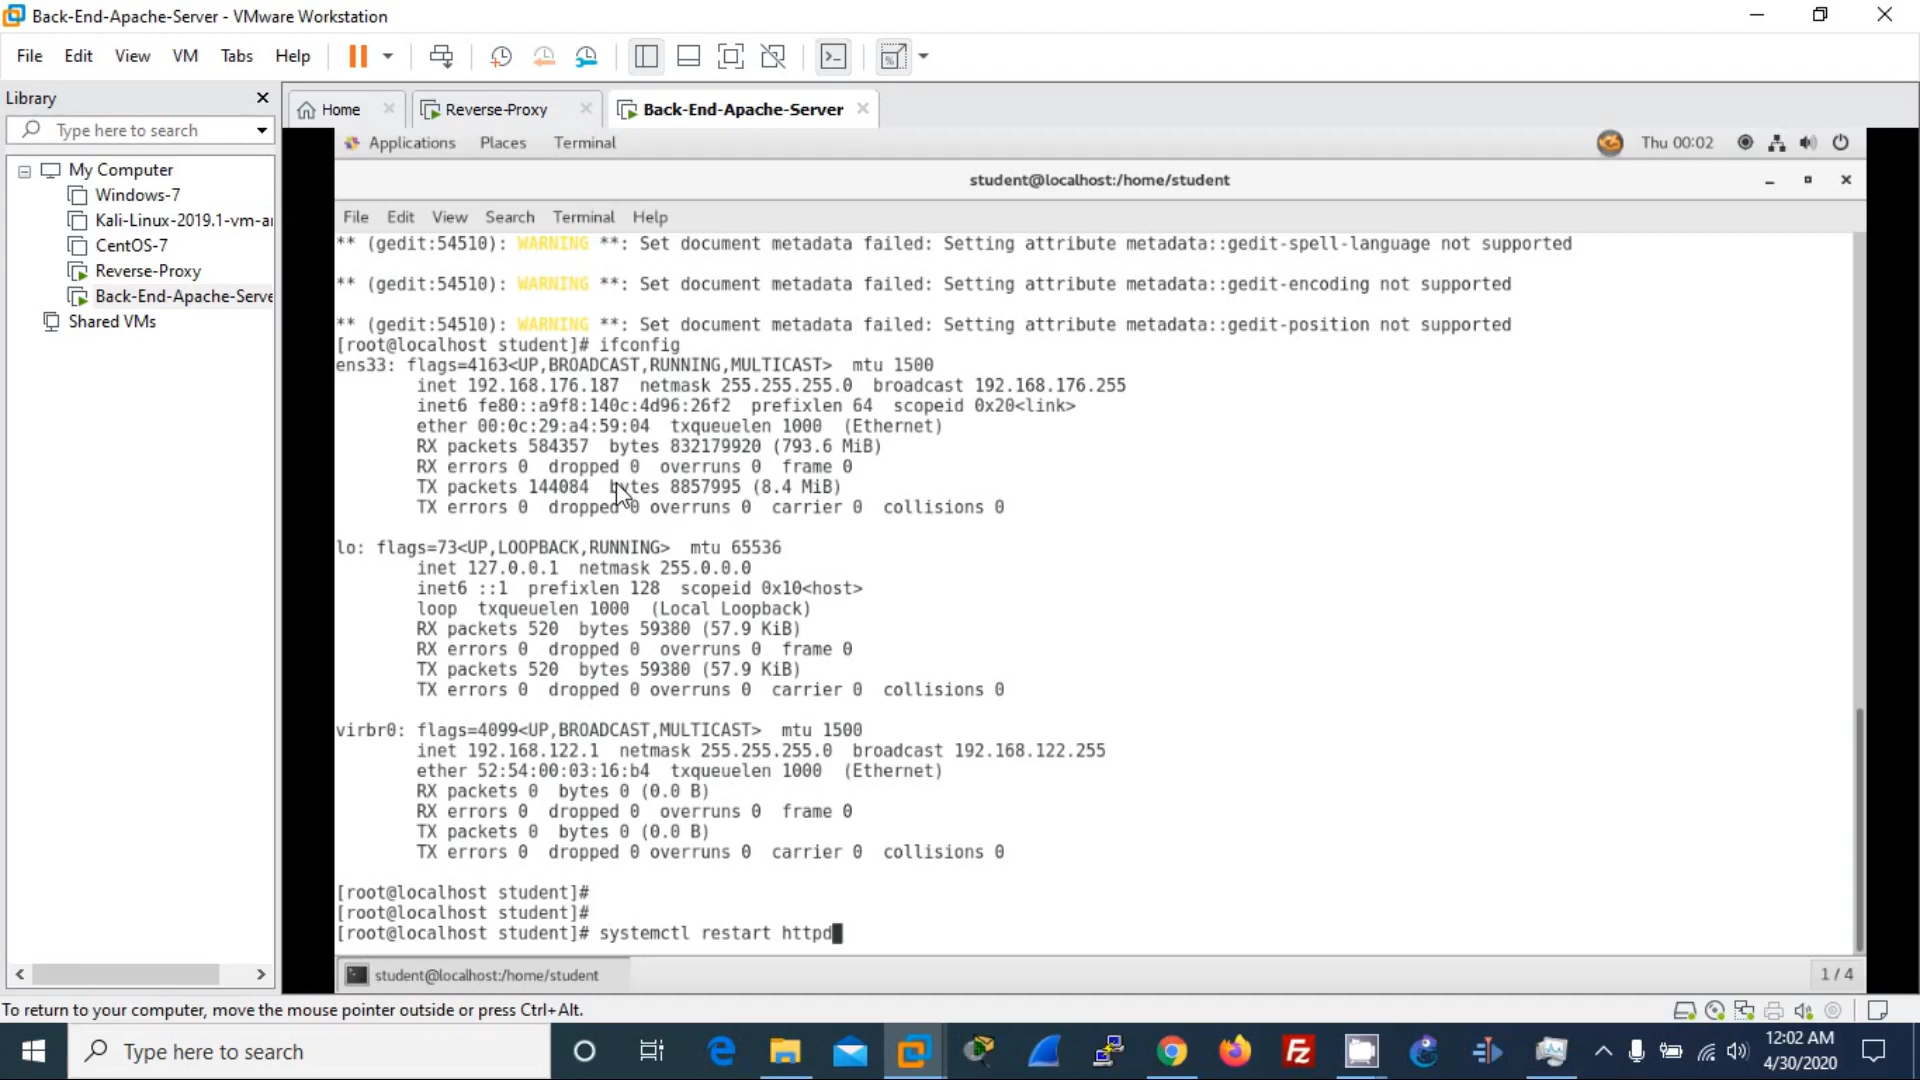 Back-End-Apache-Server - VMware Workstation
File Edit View VM Tabs Help
Library
Type here to search
My Computer
Windows-7
Kali-Linux-2019.1-vm-a
CentOS-7
Reverse-Proxy
Back-End-Apache-Serve
Shared VMs
Home
Reverse-Proxy
Back-End-Apache-Server
Applications Places Terminal
Thu 00:02
student@localhost:/home/student
File Edit View Search Terminal Help
** (gedit:54510): WARNING **: Set document metadata failed: Setting attribute metadata::gedit-spell-language not supported
** (gedit:54510): WARNING **: Set document metadata failed: Setting attribute metadata::gedit-encoding not supported
** (gedit:54510): WARNING **: Set document metadata failed: Setting attribute metadata::gedit-position not supported
[root@localhost student]# ifconfig
ens33: flags=4163<UP,BROADCAST,RUNNING,MULTICAST> mtu 1500
inet 192.168.176.187 netmask 255.255.255.0 broadcast 192.168.176.255
inet6 fe80::a9f8:140c:4d96:26f2 prefixlen 64 scopeid 0x20<link>
ether 00:0c:29:a4:59:04 txqueuelen 1000 (Ethernet)
RX packets 584357 bytes 832179920 (793.6 MiB)
RX errors 0 dropped 0 overruns 0 frame 0
TX packets 144084 bytes 8857995 (8.4 MiB)
TX errors 0 dropped 0 overruns 0 carrier 0 collisions 0
lo: flags=73<UP,LOOPBACK,RUNNING> mtu 65536
inet 127.0.0.1 netmask 255.0.0.0
inet6 ::1 prefixlen 128 scopeid 0x10<host>
loop txqueuelen 1000 (Local Loopback)
RX packets 520 bytes 59380 (57.9 KiB)
RX errors 0 dropped 0 overruns 0 frame 0
TX packets 520 bytes 59380 (57.9 KiB)
TX errors 0 dropped 0 overruns 0 carrier 0 collisions 0
virbr0: flags=4099<UP,BROADCAST,MULTICAST> mtu 1500
inet 192.168.122.1 netmask 255.255.255.0 broadcast 192.168.122.255
ether 52:54:00:03:16:b4 txqueuelen 1000 (Ethernet)
RX packets 0 bytes 0 (0.0 B)
RX errors 0 dropped 0 overruns 0 frame 0
TX packets 0 bytes 0 (0.0 B)
TX errors 0 dropped 0 overruns 0 carrier 0 collisions 0
[root@localhost student]#
[root@localhost student]#
[root@localhost student]# systemctl restart httpd
student@localhost:/home/student
1 / 4
To return to your computer, move the mouse pointer outside or press Ctrl+Alt.
Type here to search
12:02 AM
4/30/2020